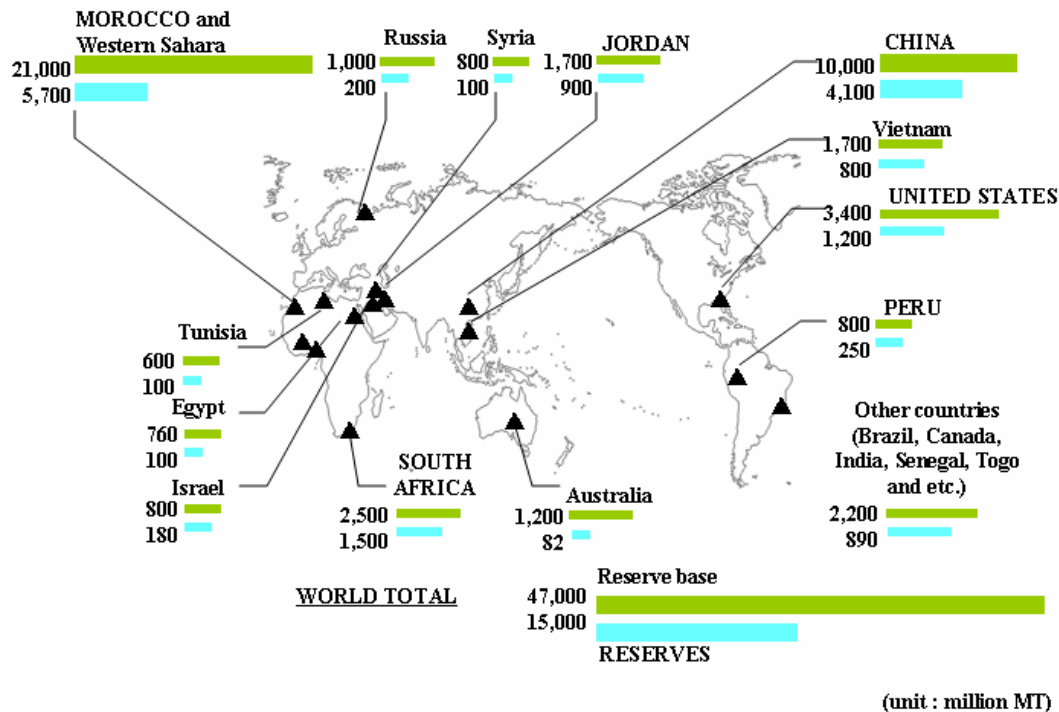 MOROCCO and
Western Sahara
21,000
5,700
Russia
1,000
200
Syria
800
100
JORDAN
1,700
900
CHINA
10,000
4,100
Vietnam
1,700
800
UNITED STATES
3,400
1,200
PERU
800
250
Tunisia
600
100
Egypt
760
100
Israel
800
180
SOUTH
AFRICA
2,500
1,500
Australia
1,200
82
Other countries
(Brazil, Canada,
India, Senegal, Togo
and etc.)
2,200
890
WORLD TOTAL
Reserve base
47,000
15,000
RESERVES
(unit : million MT)